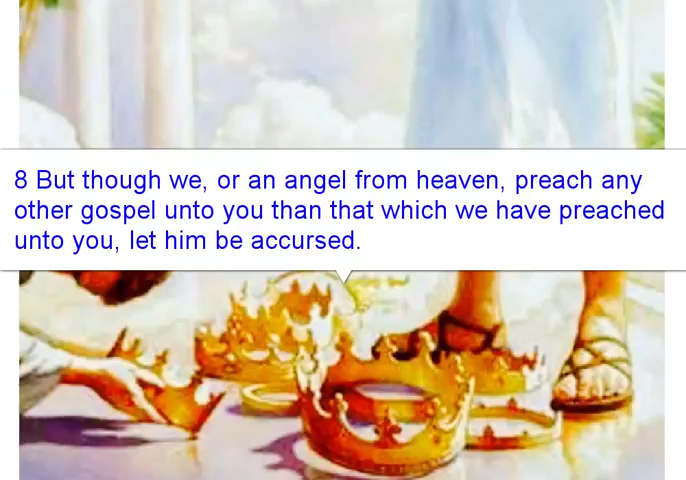 8 But though we, or an angel from heaven, preach any
other gospel unto you than that which we have preached
unto you, let him be accursed.